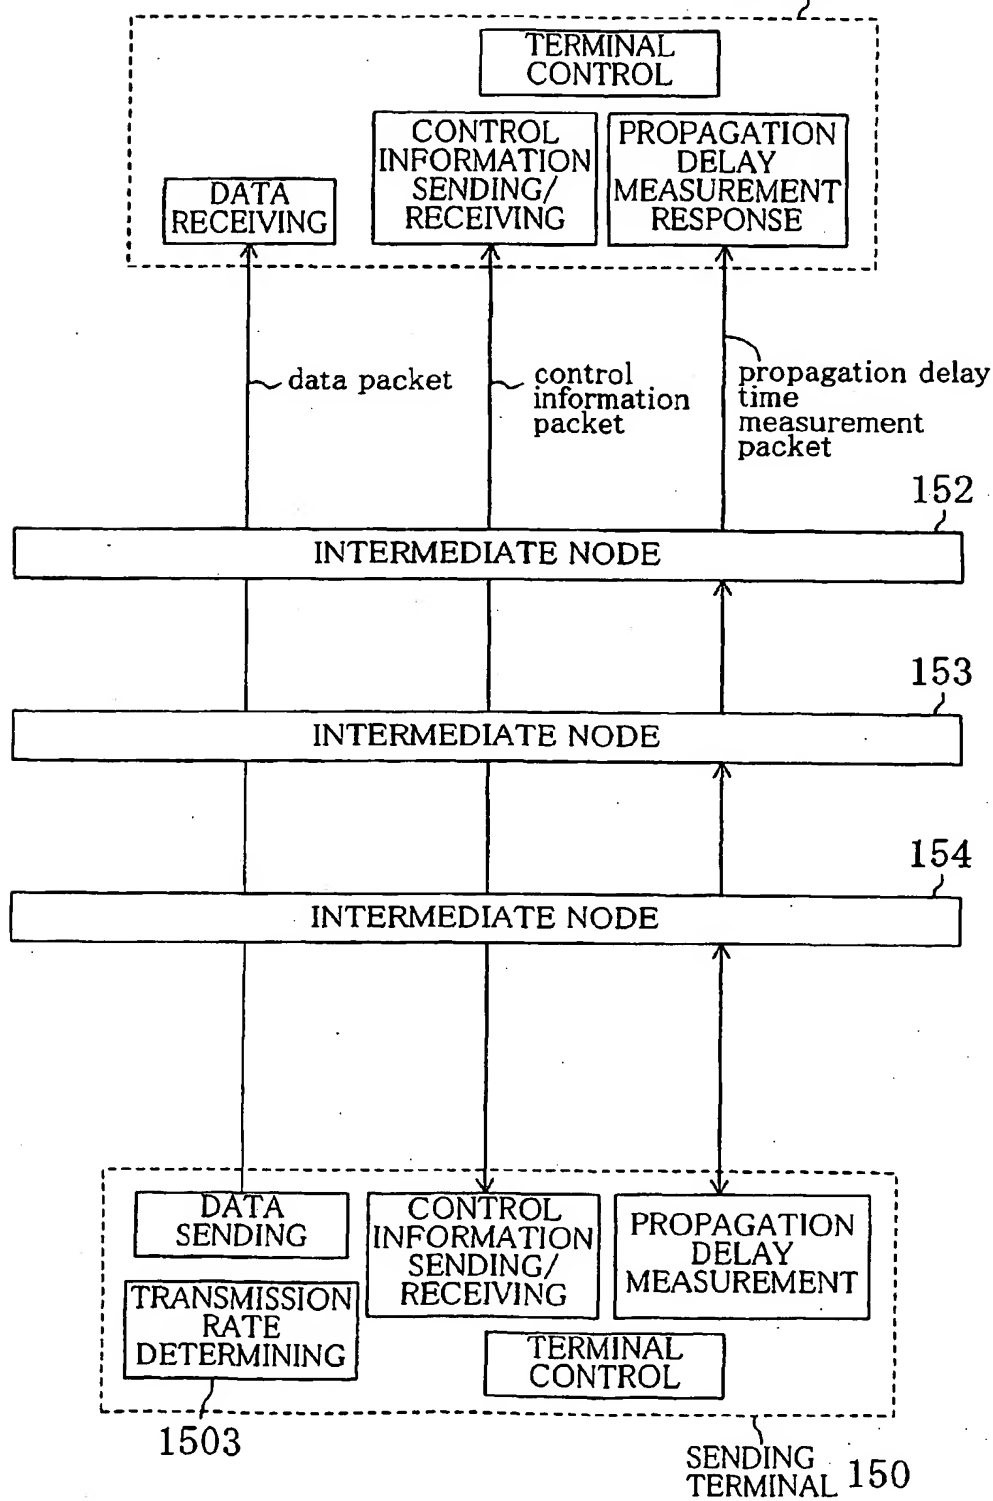 TERMINAL
CONTROL
CONTROL
INFORMATION
SENDING/
RECEIVING
PROPAGATION
DELAY
MEASUREMENT
RESPONSE
DATA
RECEIVING
data packet
control
information
packet
propagation delay
time
measurement
packet
152
INTERMEDIATE NODE
153
INTERMEDIATE NODE
154
INTERMEDIATE NODE
DATA
SENDING
CONTROL
INFORMATION
SENDING/
RECEIVING
PROPAGATION
DELAY
MEASUREMENT
TRANSMISSION
RATE
DETERMINING
TERMINAL
CONTROL
1503
SENDING
TERMINAL 150